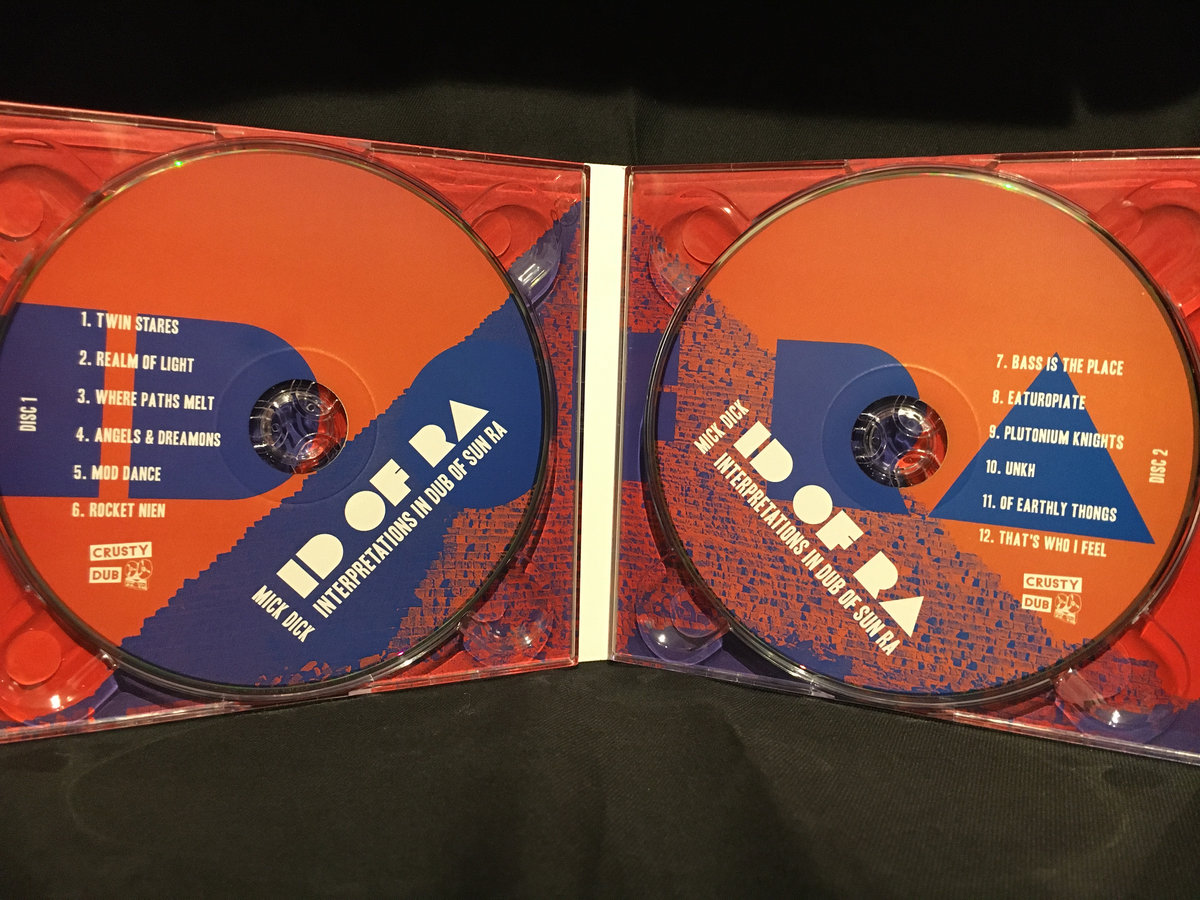 DISC 1
1. TWIN STARES
2. REALM OF LIGHT
3. WHERE PATHS MELT
4. ANGELS & DREAMONS
5. MOD DANCE
6. ROCKET NIEN
CRUSTY
DUB
MICK DICK
ID OF RA
INTERPRETATIONS IN DUB OF SUN RA
MICK DICK
ID OF RA
INTERPRETATIONS IN DUB OF SUN RA
7. BASS IS THE PLACE
8. EATUROPIATE
9. PLUTONIUM KNIGHTS
10. UNKH
11. OF EARTHLY THONGS
12. THAT'S WHO I FEEL
DISC 2
CRUSTY
DUB